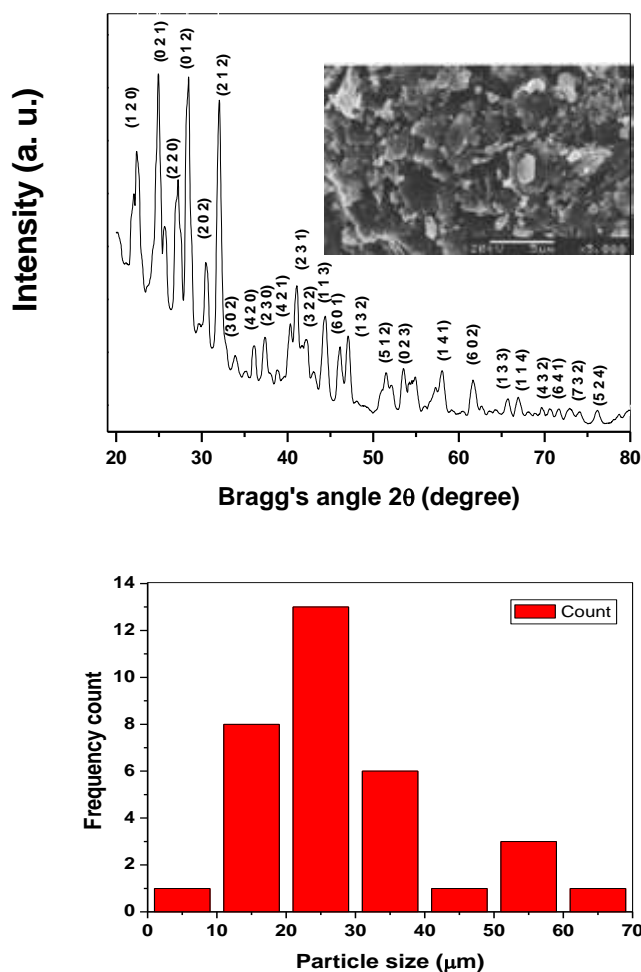 Intensity (a. u.)
(1 2 0)
(0 2 1)
(2 2 0)
(0 1 2)
(2 0 2)
(2 1 2)
(3 0 2)
(4 2 0)
(2 3 0)
(4 2 1)
(2 3 1)
(3 2 2)
(1 1 3)
(6 0 1)
(1 3 2)
(5 1 2)
(0 2 3)
(1 4 1)
(6 0 2)
(1 3 3)
(1 1 4)
(4 3 2)
(6 4 1)
(7 3 2)
(5 2 4)
20kV 5µm
20 30 40 50 60 70 80
Bragg's angle 2θ (degree)
14
12
10
8
6
4
2
0
Frequency count
Count
0 10 20 30 40 50 60 70
Particle size (μm)